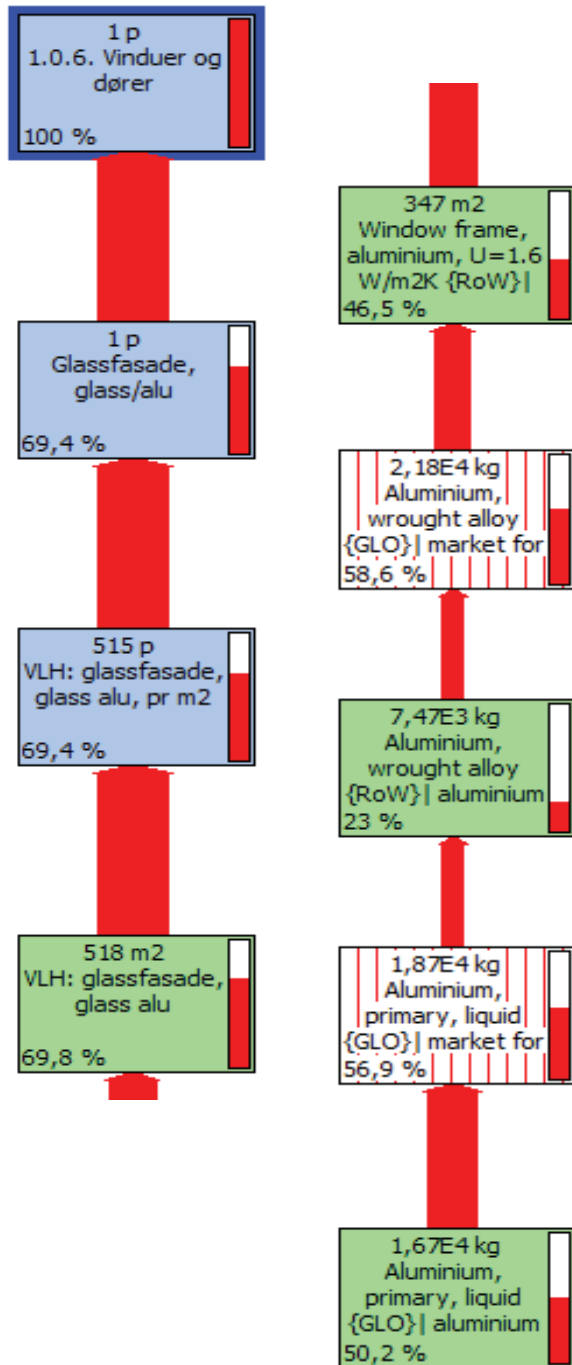 1 p
1.0.6. Vinduer og
dører
100 %
1 p
Glassfasade,
glass/alu
69,4 %
515 p
VLH: glassfasade,
glass alu, pr m2
69,4 %
518 m2
VLH: glassfasade,
glass alu
69,8 %
347 m2
Window frame,
aluminium, U=1.6
W/m2K {RoW}|
46,5 %
2,18E4 kg
Aluminium,
wrought alloy
{GLO}| market for
58,6 %
7,47E3 kg
Aluminium,
wrought alloy
{RoW}| aluminium
23 %
1,87E4 kg
Aluminium,
primary, liquid
{GLO}| market for
56,9 %
1,67E4 kg
Aluminium,
primary, liquid
{GLO}| aluminium
50,2 %